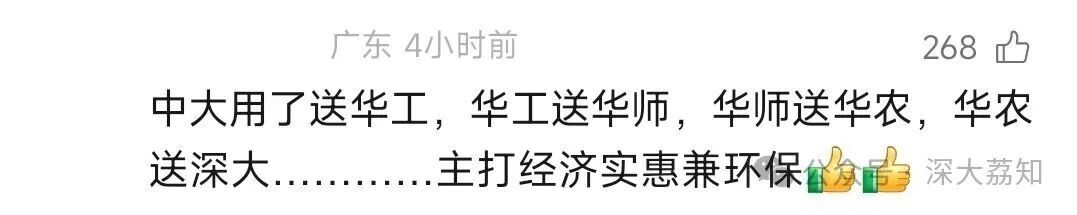 广东 4小时前 268
中大用了送华工，华工送华师，华师送华农，华农
送深大............主打经济实惠兼环保
公众号 深大荔知